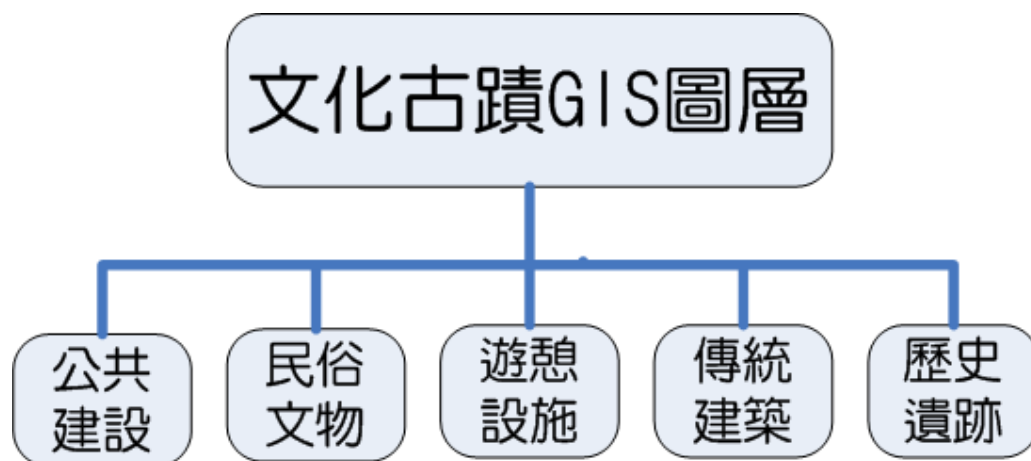 文化古蹟GIS圖層
公共
建設
民俗
文物
遊憩
設施
傳統
建築
歷史
遺跡